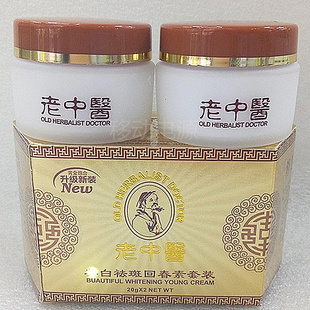 老中醫
OLD HERBALIST DOCTOR
老中醫
OLD HERBALIST DOCTOR
升级新装
New
OLD HERBALIST DOCTOR
老中醫
白祛斑回春素套装
BUAUTIFUL WHITENING YOUNG CREAM
20gX2 NET WT